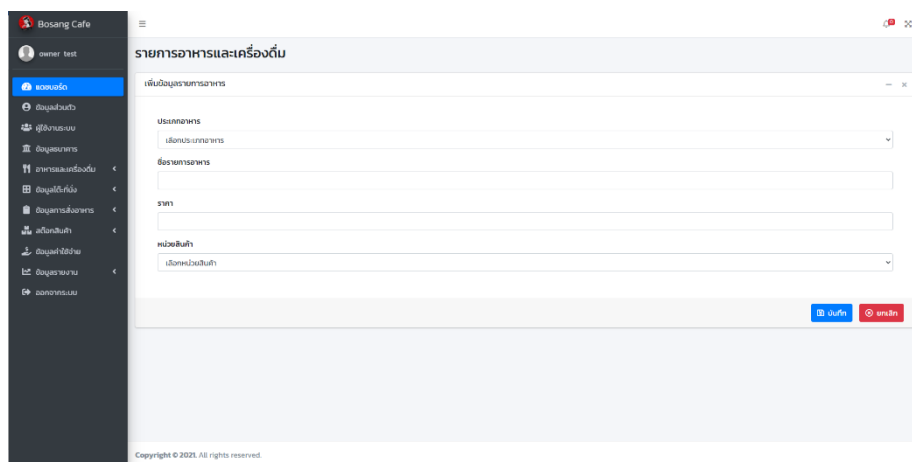 Bosang Cafe
owner test
แดชบอร์ด
ข้อมูลส่วนตัว
ผู้ใช้งานระบบ
ข้อมูลธนาคาร
อาหารและเครื่องดื่ม
ข้อมูลโต๊ะที่นั่ง
ข้อมูลการสั่งอาหาร
สต๊อกสินค้า
ข้อมูลค่าใช้จ่าย
ข้อมูลรายงาน
ออกจากระบบ
รายการอาหารและเครื่องดื่ม
เพิ่มข้อมูลรายการอาหาร
ประเภทอาหาร
เลือกประเภทอาหาร
ชื่อรายการอาหาร
ราคา
หน่วยสินค้า
เลือกหน่วยสินค้า
บันทึก ยกเลิก
Copyright © 2021. All rights reserved.